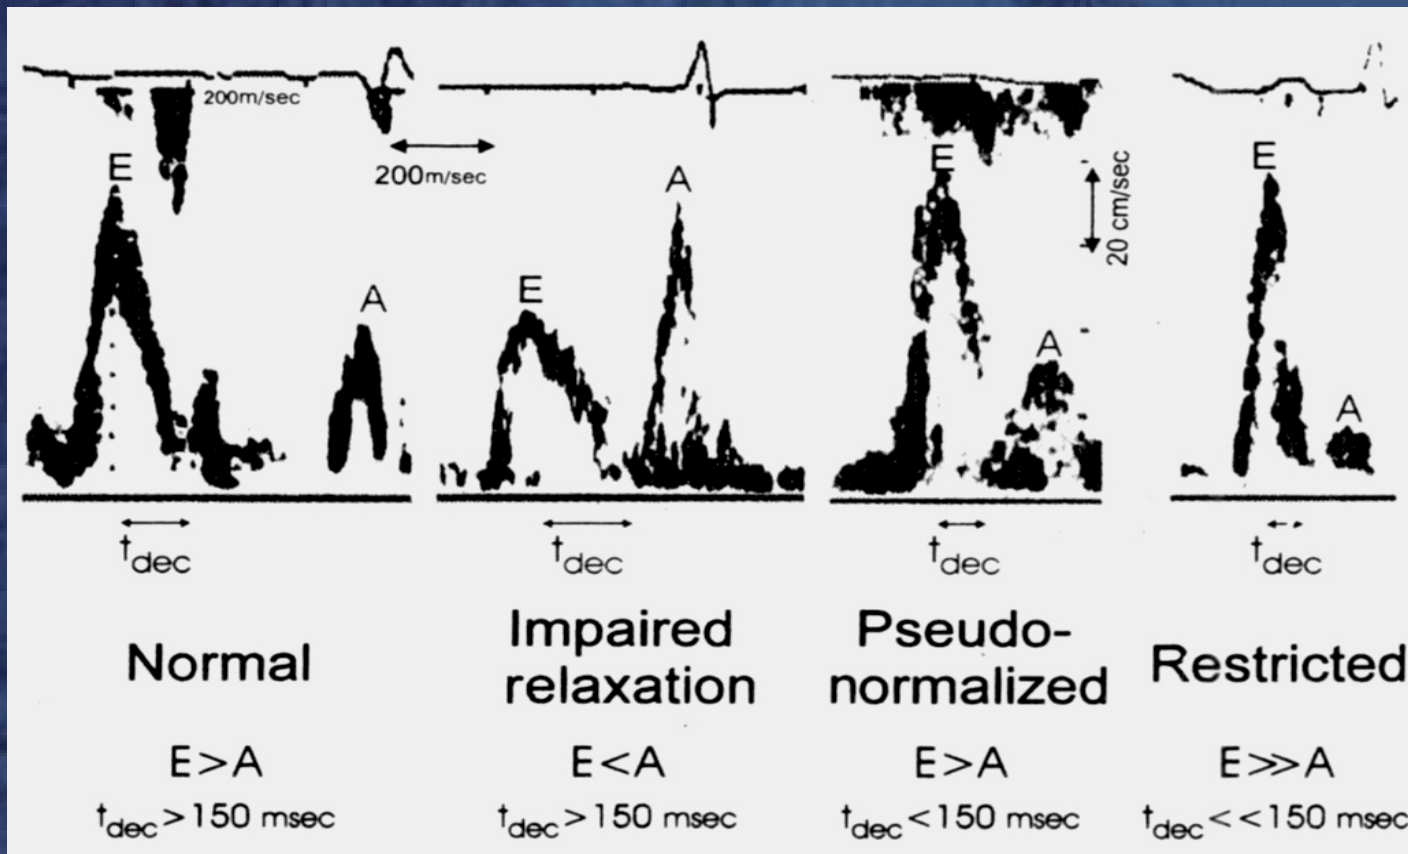 200m/sec
200m/sec
E
A
E
A
E
A
20 cm/sec
E
A
tdec
tdec
tdec
tdec
Normal
Impaired
relaxation
Pseudo-
normalized
Restricted
E>A
E<A
E>A
E>>A
tdec>150 msec
tdec>150 msec
tdec<150 msec
tdec<<150 msec